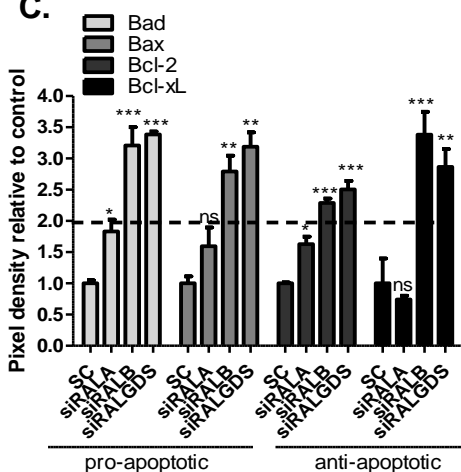 C.
Bad
Bax
Bcl-2
Bcl-xL
Pixel density relative to control
4.0
3.5
3.0
2.5
2.0
1.5
1.0
0.5
0.0
* *** *** ns ** ** * *** *** ns *** **
SC siRALA siRALB siRALGDS SC siRALA siRALB siRALGDS SC siRALA siRALB siRALGDS SC siRALA siRALB siRALGDS
pro-apoptotic anti-apoptotic